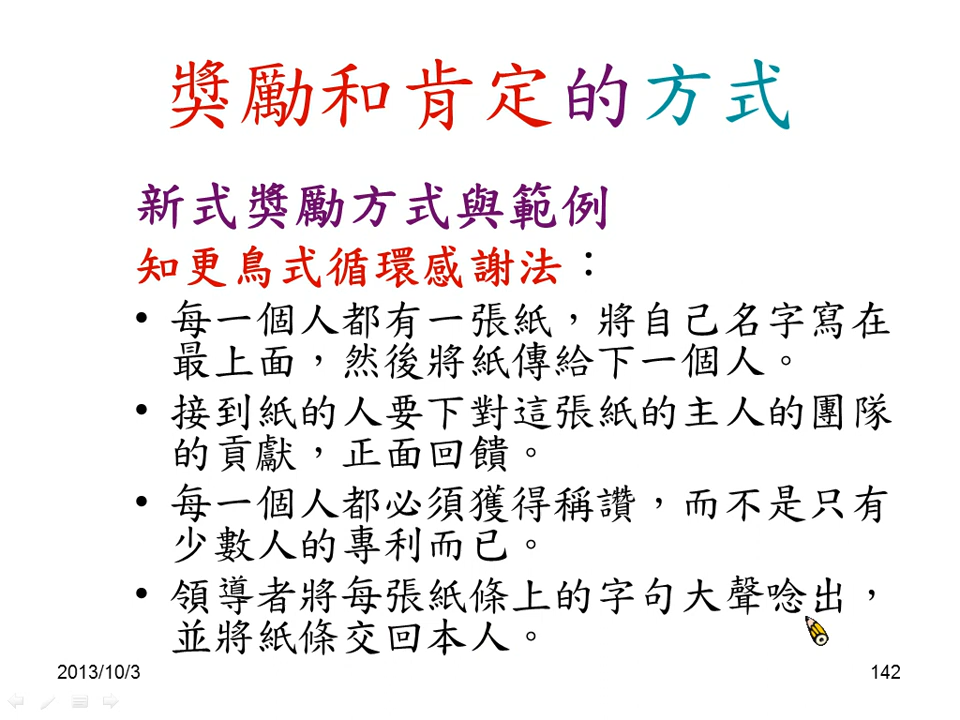 獎勵和肯定的方式
新式獎勵方式與範例
知更鳥式循環感謝法：
• 每一個人都有一張紙，將自己名字寫在
最上面，然後將紙傳給下一個人。
• 接到紙的人要下對這張紙的主人的團隊
的貢獻，正面回饋。
• 每一個人都必須獲得稱讚，而不是只有
少數人的專利而已。
• 領導者將每張紙條上的字句大聲唸出，
並將紙條交回本人。
2013/10/3
142